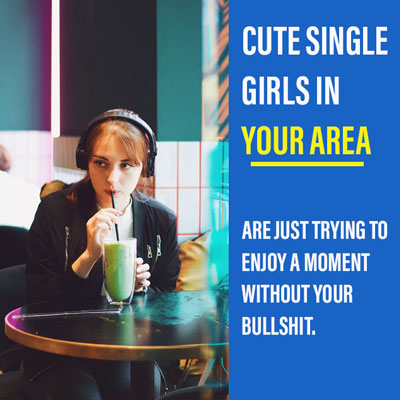 CUTE SINGLE
GIRLS IN
YOUR AREA
ARE JUST TRYING TO
ENJOY A MOMENT
WITHOUT YOUR
BULLSHIT.